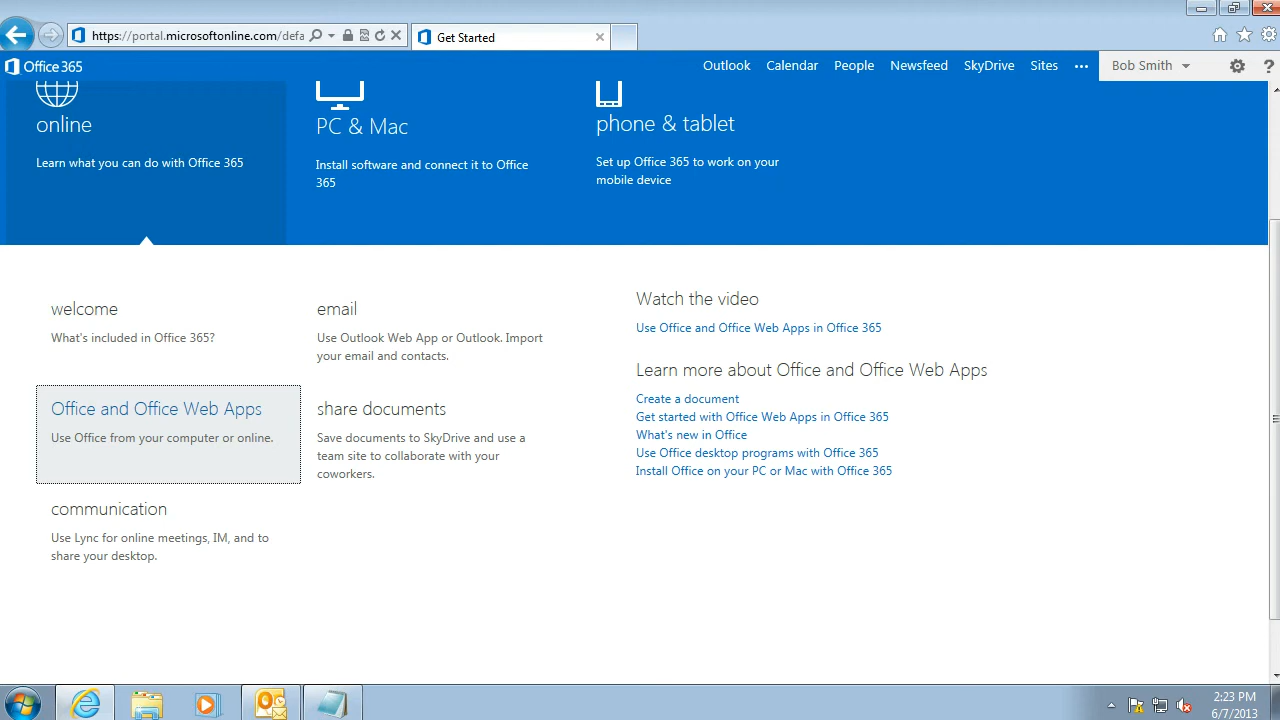 https://portal.microsoftonline.com/defa
Get Started
Office 365
Outlook
Calendar
People
Newsfeed
SkyDrive
Sites
Bob Smith
online
Learn what you can do with Office 365
PC & Mac
Install software and connect it to Office
365
phone & tablet
Set up Office 365 to work on your
mobile device
welcome
What's included in Office 365?
email
Use Outlook Web App or Outlook. Import
your email and contacts.
Office and Office Web Apps
Use Office from your computer or online.
share documents
Save documents to SkyDrive and use a
team site to collaborate with your
coworkers.
communication
Use Lync for online meetings, IM, and to
share your desktop.
Watch the video
Use Office and Office Web Apps in Office 365
Learn more about Office and Office Web Apps
Create a document
Get started with Office Web Apps in Office 365
What's new in Office
Use Office desktop programs with Office 365
Install Office on your PC or Mac with Office 365
2:23 PM
6/7/2013